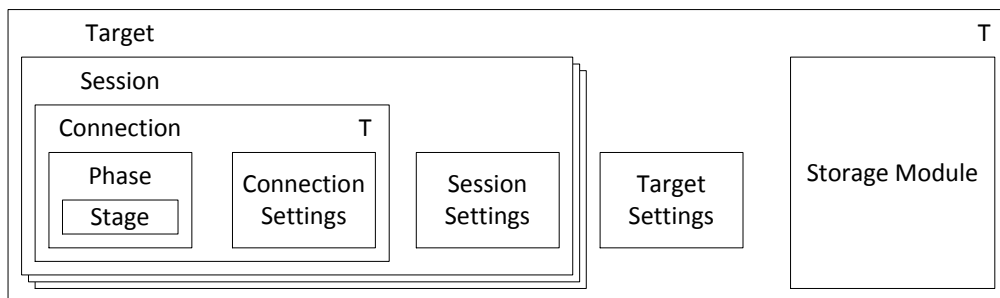 Target T
Session
Connection T
Phase
Stage
Connection
Settings
Session
Settings
Target
Settings
Storage Module